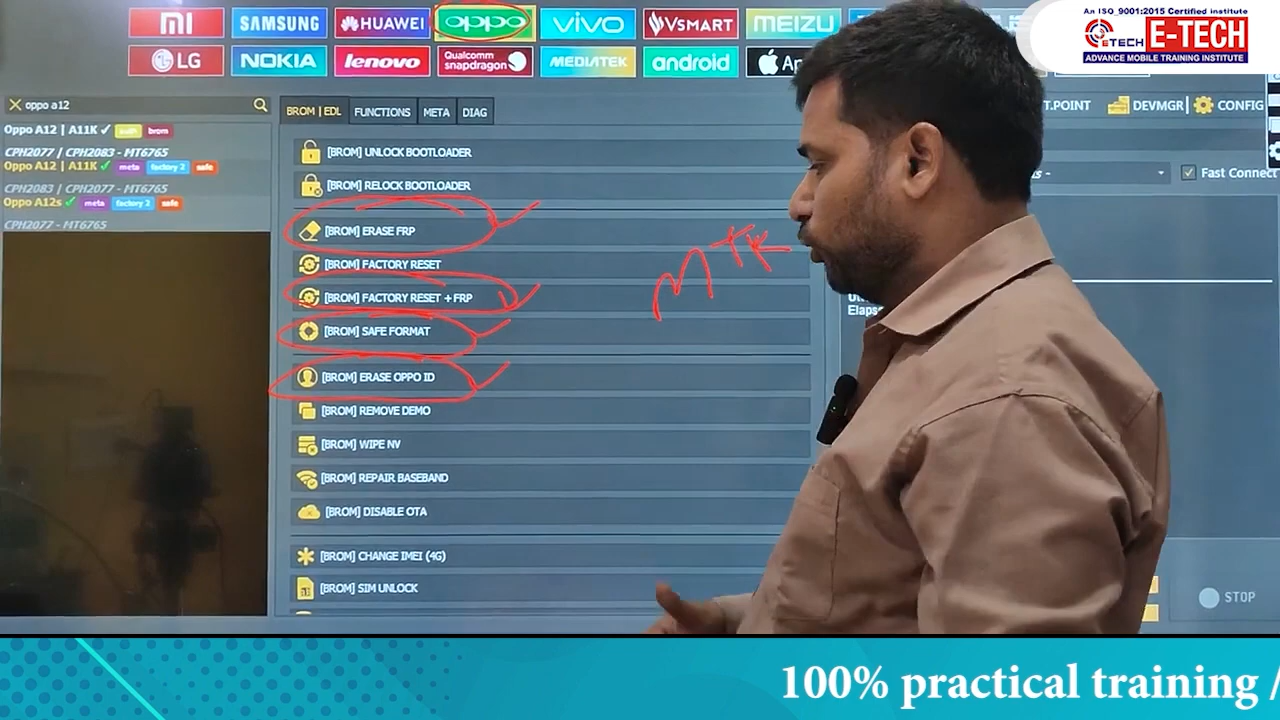 mi SAMSUNG HUAWEI oppo vivo VSMART MEIZU
LG NOKIA lenovo Qualcomm snapdragon MEDIATEK android
An ISO_9001:2015 Certified institute
ETECH E-TECH
ADVANCE MOBILE TRAINING INSTITUTE
oppo a12
BROM | EDL FUNCTIONS META DIAG
DEVMGR | CONFIG
Oppo A12 | A11K ✓ auth brom
CPH2077 / CPH2083 - MT6765
Oppo A12 | A11K ✓ meta factory 2 safe
CPH2083 / CPH2077 - MT6765
Oppo A12s ✓ meta factory 2 safe
CPH2077 - MT6765
[BROM] UNLOCK BOOTLOADER
[BROM] RELOCK BOOTLOADER
[BROM] ERASE FRP
[BROM] FACTORY RESET
[BROM] FACTORY RESET + FRP
[BROM] SAFE FORMAT
[BROM] ERASE OPPO ID
[BROM] REMOVE DEMO
[BROM] WIPE NV
[BROM] REPAIR BASEBAND
[BROM] DISABLE OTA
[BROM] CHANGE IMEI (4G)
[BROM] SIM UNLOCK
MTK
Fast Connect
STOP
100% practical training /